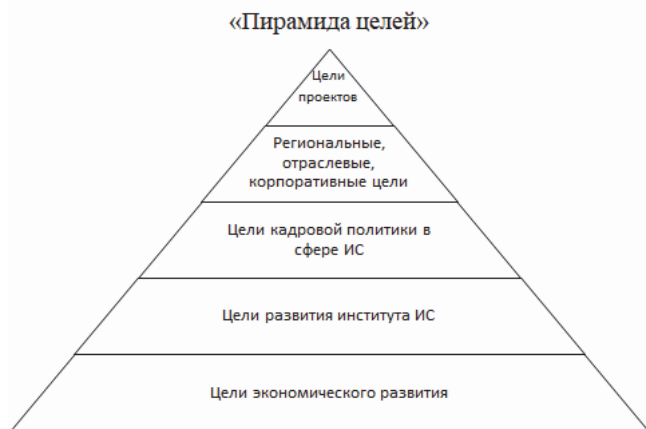 «Пирамида целей»
Цели
проектов
Региональные,
отраслевые,
корпоративные цели
Цели кадровой политики в
сфере ИС
Цели развития института ИС
Цели экономического развития